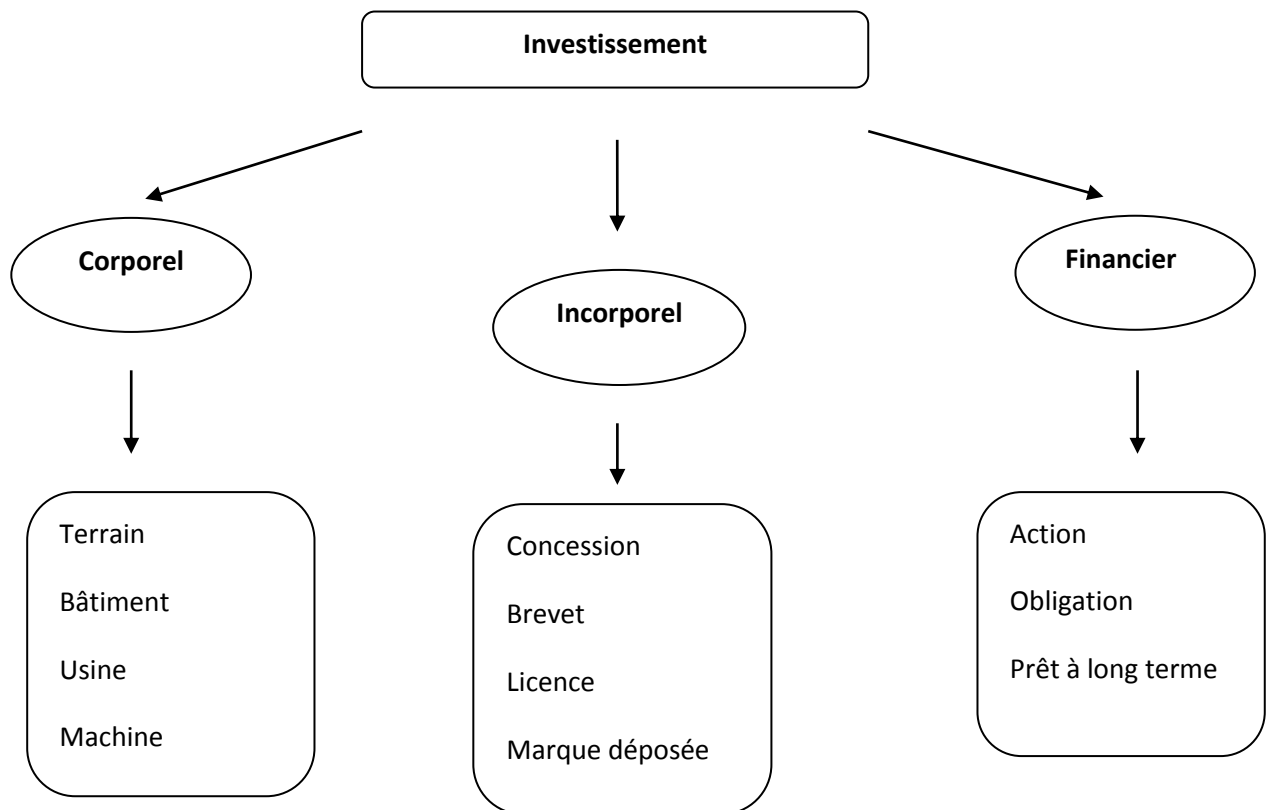 Investissement
Corporel
Incorporel
Financier
Terrain
Bâtiment
Usine
Machine
Concession
Brevet
Licence
Marque déposée
Action
Obligation
Prêt à long terme